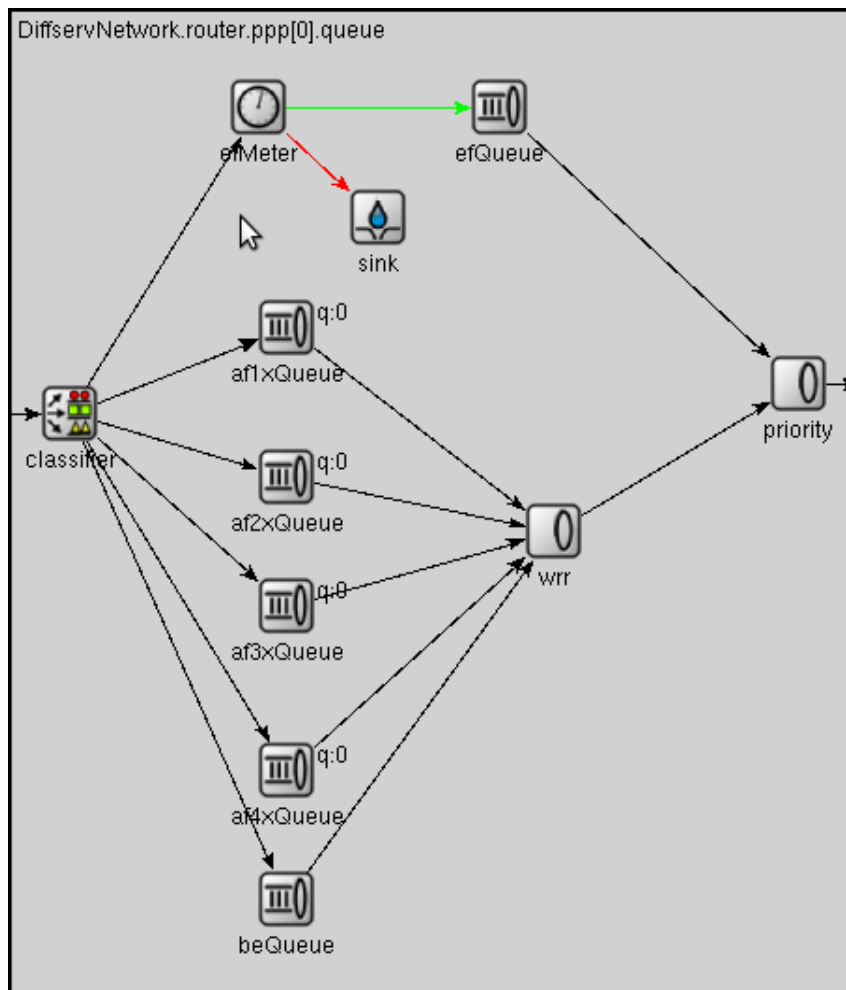 DiffservNetwork.router.ppp[0].queue
efMeter
efQueue
sink
q:0
af1xQueue
priority
classifier
q:0
af2xQueue
wrr
q:0
af3xQueue
q:0
af4xQueue
beQueue